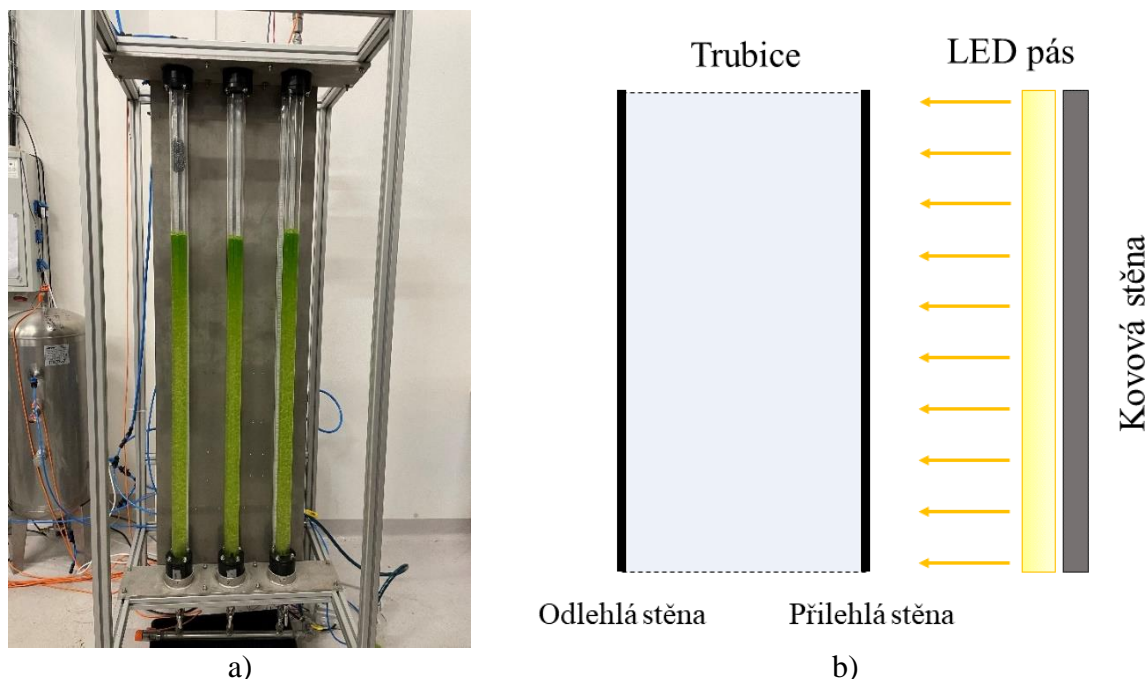 Trubice
LED pás
Kovová stěna
Odlehlá stěna
Přilehlá stěna
a)
b)